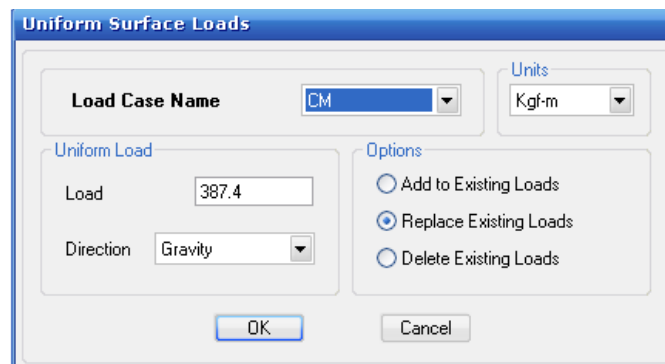 Uniform Surface Loads
Units
Load Case Name CM Kgf-m
Uniform Load Options
Load 387.4 Add to Existing Loads
Replace Existing Loads
Direction Gravity Delete Existing Loads
OK Cancel